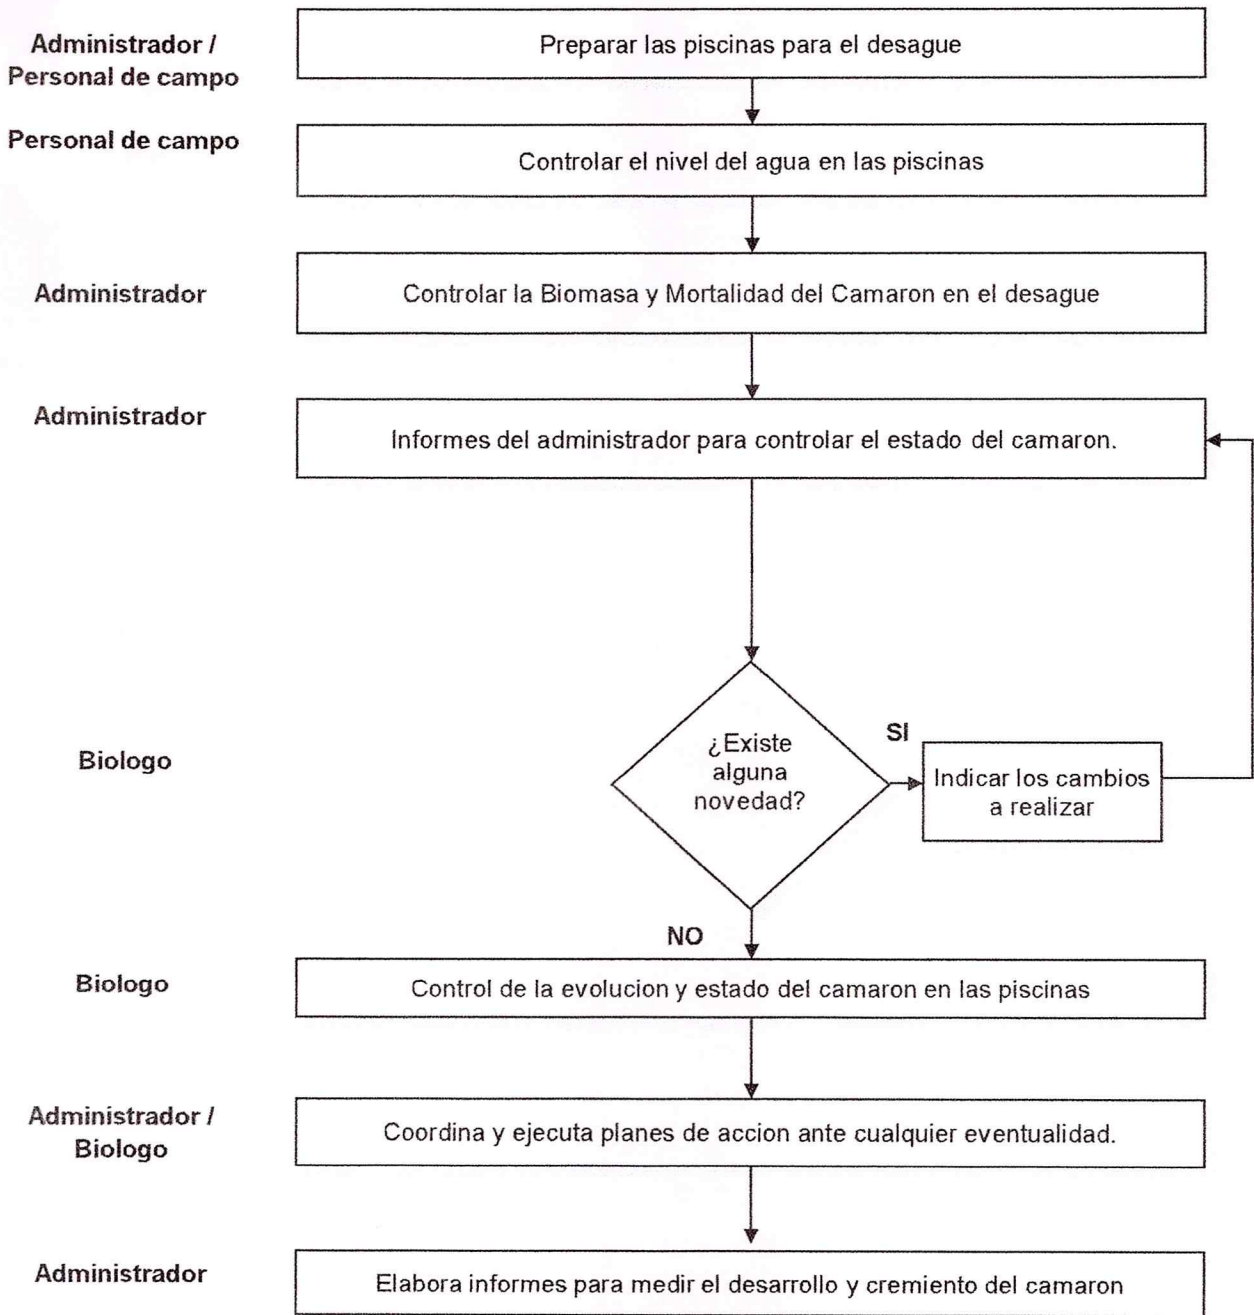 Administrador /
Personal de campo
Preparar las piscinas para el desague
Personal de campo
Controlar el nivel del agua en las piscinas
Administrador
Controlar la Biomasa y Mortalidad del Camaron en el desague
Administrador
Informes del administrador para controlar el estado del camaron.
Biologo
¿Existe
alguna
novedad?
SI
Indicar los cambios
a realizar
NO
Biologo
Control de la evolucion y estado del camaron en las piscinas
Administrador /
Biologo
Coordina y ejecuta planes de accion ante cualquier eventualidad.
Administrador
Elabora informes para medir el desarrollo y cremiento del camaron